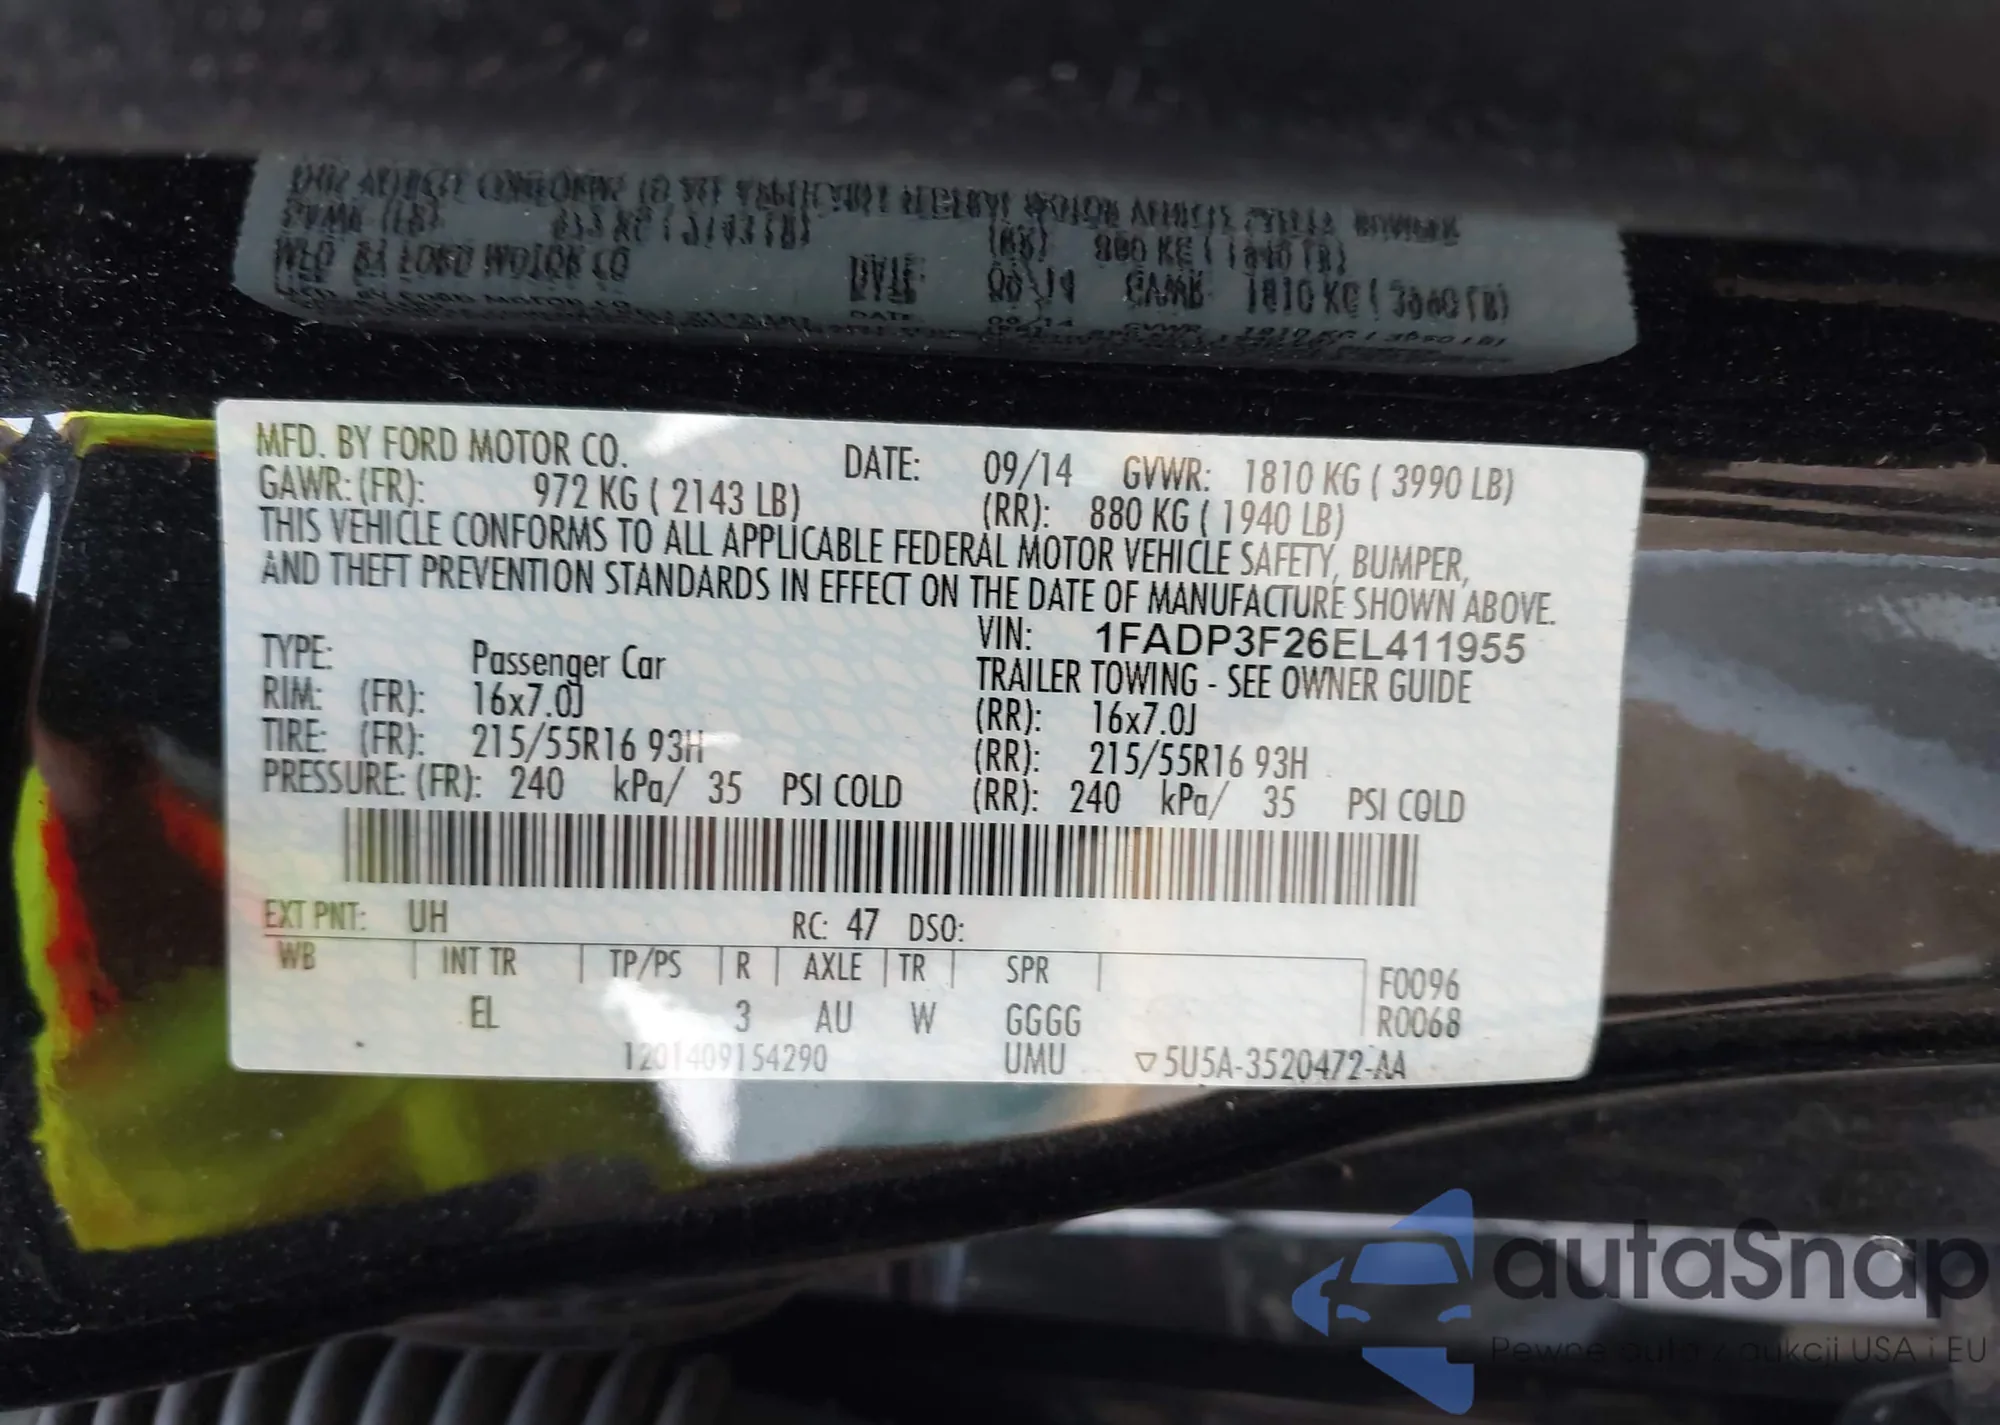 MFD. BY FORD MOTOR CO. DATE: 09/14 GVWR: 1810 KG ( 3990 LB)
GAWR: (FR): 972 KG ( 2143 LB) (RR): 880 KG ( 1940 LB)
THIS VEHICLE CONFORMS TO ALL APPLICABLE FEDERAL MOTOR VEHICLE SAFETY, BUMPER,
AND THEFT PREVENTION STANDARDS IN EFFECT ON THE DATE OF MANUFACTURE SHOWN ABOVE.
VIN: 1FADP3F26EL411955
TYPE: Passenger Car TRAILER TOWING - SEE OWNER GUIDE
RIM: (FR): 16x7.0J (RR): 16x7.0J
TIRE: (FR): 215/55R16 93H (RR): 215/55R16 93H
PRESSURE: (FR): 240 kPa/ 35 PSI COLD (RR): 240 kPa/ 35 PSI COLD
EXT PNT: UH RC: 47 DSO:
WB INT TR TP/PS R AXLE TR SPR F0096
EL 3 AU W GGGG R0068
1201409154290 UMU ▽5U5A-3520472-AA
autaSnap
Pewne auta z aukcji USA i EU